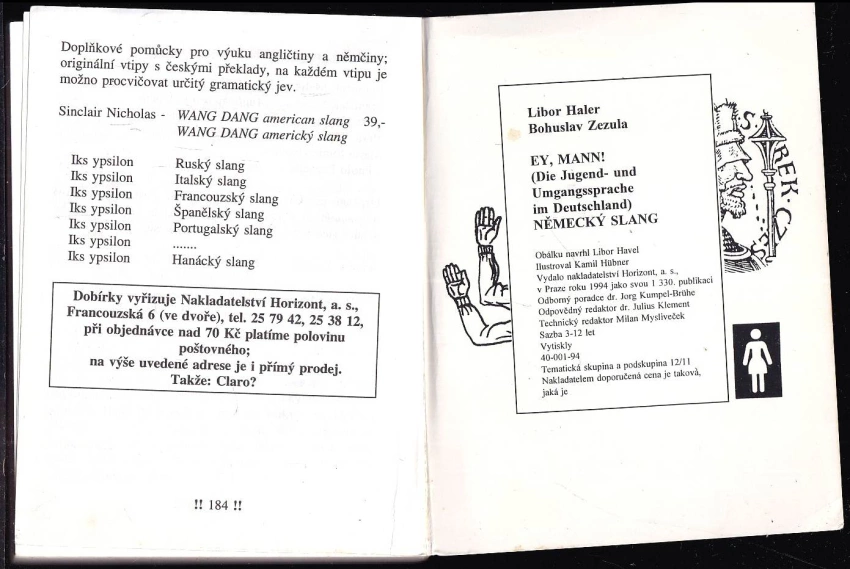 Doplňkové pomůcky pro výuku angličtiny a němčiny;
originální vtipy s českými překlady, na každém vtipu je
možno procvičovat určitý gramatický jev.
Sinclair Nicholas - WANG DANG american slang 39,-
WANG DANG americký slang
Iks ypsilon Ruský slang
Iks ypsilon Italský slang
Iks ypsilon Francouzský slang
Iks ypsilon Španělský slang
Iks ypsilon Portugalský slang
Iks ypsilon .......
Iks ypsilon Hanácký slang
Dobírky vyřizuje Nakladatelství Horizont, a. s.,
Francouzská 6 (ve dvoře), tel. 25 79 42, 25 38 12,
při objednávce nad 70 Kč platíme polovinu
poštovného;
na výše uvedené adrese je i přímý prodej.
Takže: Claro?
!! 184 !!
Libor Haler
Bohuslav Zezula
EY, MANN!
(Die Jugend- und
Umgangssprache
im Deutschland)
NĚMECKÝ SLANG
Obálku navrhl Libor Havel
Ilustroval Kamil Hübner
Vydalo nakladatelství Horizont, a. s.,
v Praze roku 1994 jako svou 1 330. publikaci
Odborný poradce dr. Jorg Kumpel-Brühe
Odpovědný redaktor dr. Julius Klement
Technický redaktor Milan Mysliveček
Sazba 3-12 let
Vytiskly
40-001-94
Tematická skupina a podskupina 12/11
Nakladatelem doporučená cena je taková,
jaká je